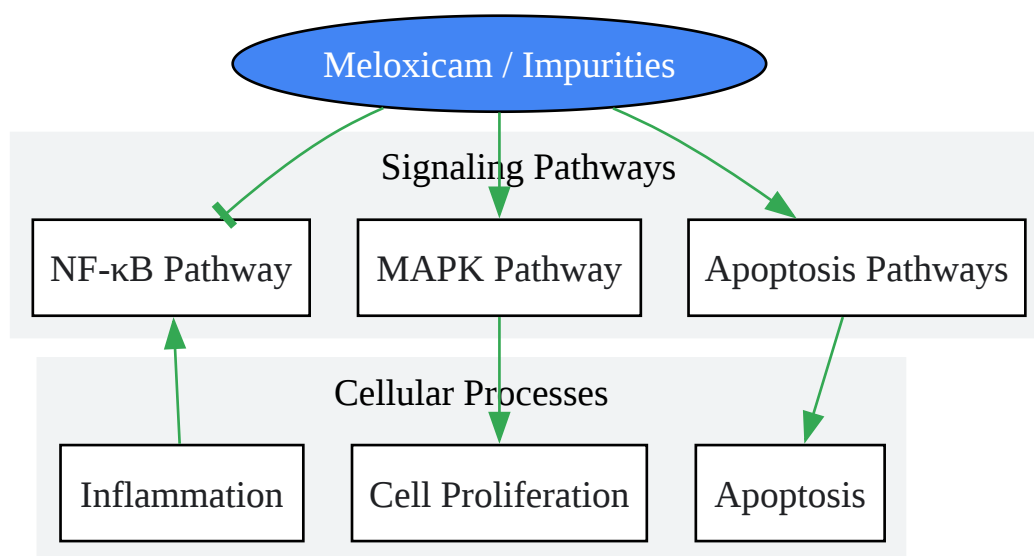 Meloxicam / Impurities
Signaling Pathways
NF-κB Pathway
MAPK Pathway
Apoptosis Pathways
Cellular Processes
Inflammation
Cell Proliferation
Apoptosis